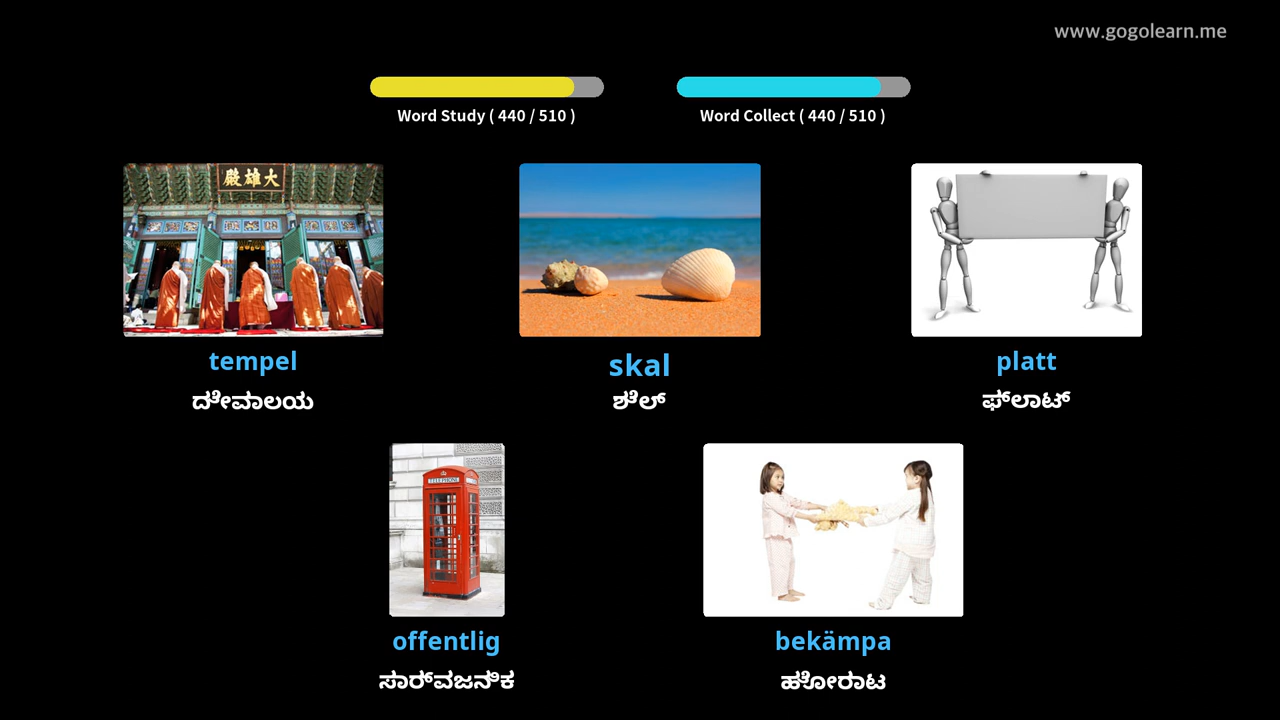 www.gogolearn.me
Word Study ( 440 / 510 )
Word Collect ( 440 / 510 )
大雄殿
tempel
skal
platt
ದೇವಾಲಯ
ಶೆಲ್
ಫ್ಲಾಟ್
TELEPHONE
offentlig
bekämpa
ಸಾರ್ವಜನಿಕ
ಹೋರಾಟ